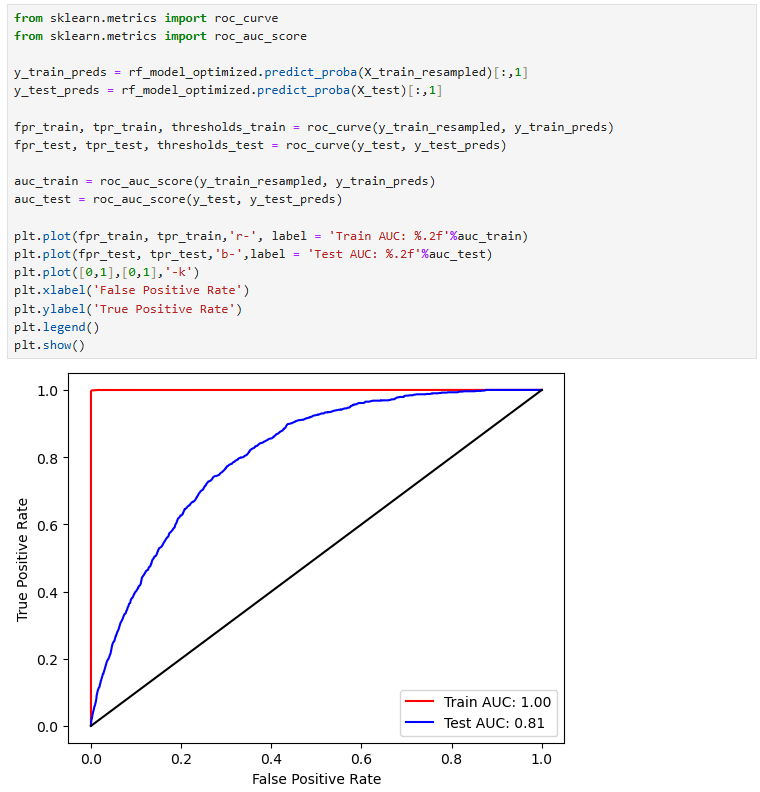 from sklearn.metrics import roc_curve
from sklearn.metrics import roc_auc_score
y_train_preds = rf_model_optimized.predict_proba(X_train_resampled)[:,1]
y_test_preds = rf_model_optimized.predict_proba(X_test)[:,1]
fpr_train, tpr_train, thresholds_train = roc_curve(y_train_resampled, y_train_preds)
fpr_test, tpr_test, thresholds_test = roc_curve(y_test, y_test_preds)
auc_train = roc_auc_score(y_train_resampled, y_train_preds)
auc_test = roc_auc_score(y_test, y_test_preds)
plt.plot(fpr_train, tpr_train,'r-', label = 'Train AUC: %.2f'%auc_train)
plt.plot(fpr_test, tpr_test,'b-',label = 'Test AUC: %.2f'%auc_test)
plt.plot([0,1],[0,1],'-k')
plt.xlabel('False Positive Rate')
plt.ylabel('True Positive Rate')
plt.legend()
plt.show()
True Positive Rate
1.0
0.8
0.6
0.4
0.2
0.0
Train AUC: 1.00
Test AUC: 0.81
0.0 0.2 0.4 0.6 0.8 1.0
False Positive Rate